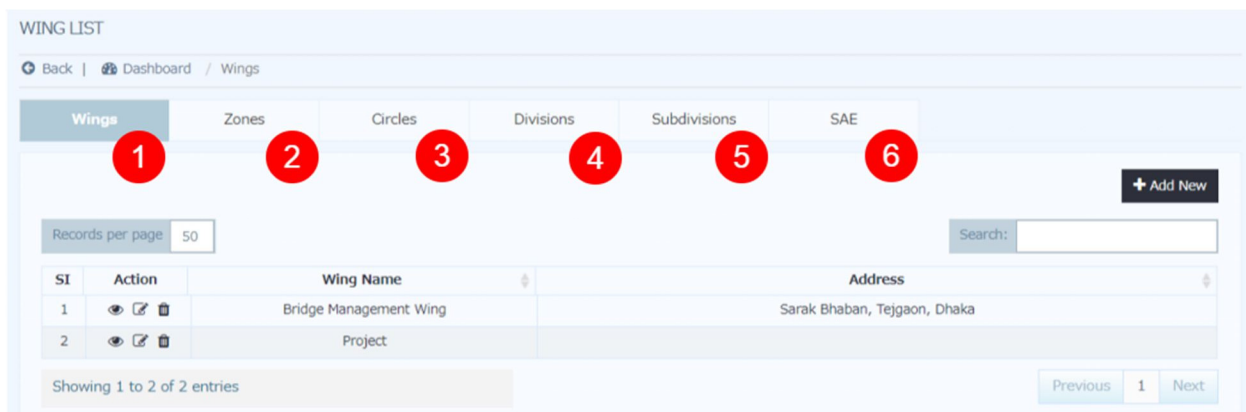 WING LIST
Back | Dashboard / Wings
Wings Zones Circles Divisions Subdivisions SAE
1 2 3 4 5 6
+ Add New
Records per page 50 Search:
SI Action Wing Name Address
1 Bridge Management Wing Sarak Bhaban, Tejgaon, Dhaka
2 Project
Showing 1 to 2 of 2 entries Previous 1 Next